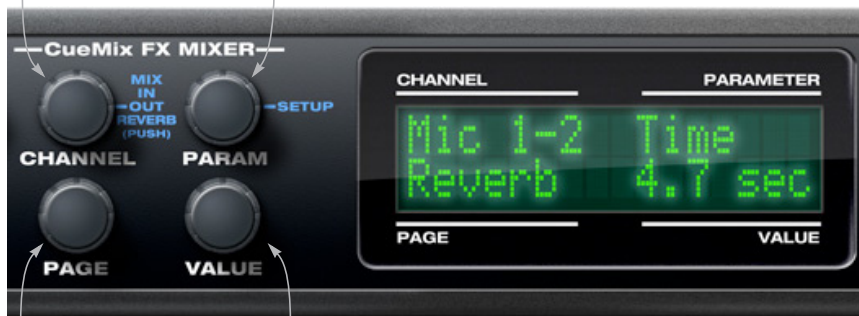 CueMix FX MIXER
MIX
IN
OUT
REVERB
(PUSH)
SETUP
CHANNEL
PARAM
PAGE
VALUE
CHANNEL
PARAMETER
Mic 1-2
Time
Reverb
4.7 sec
PAGE
VALUE